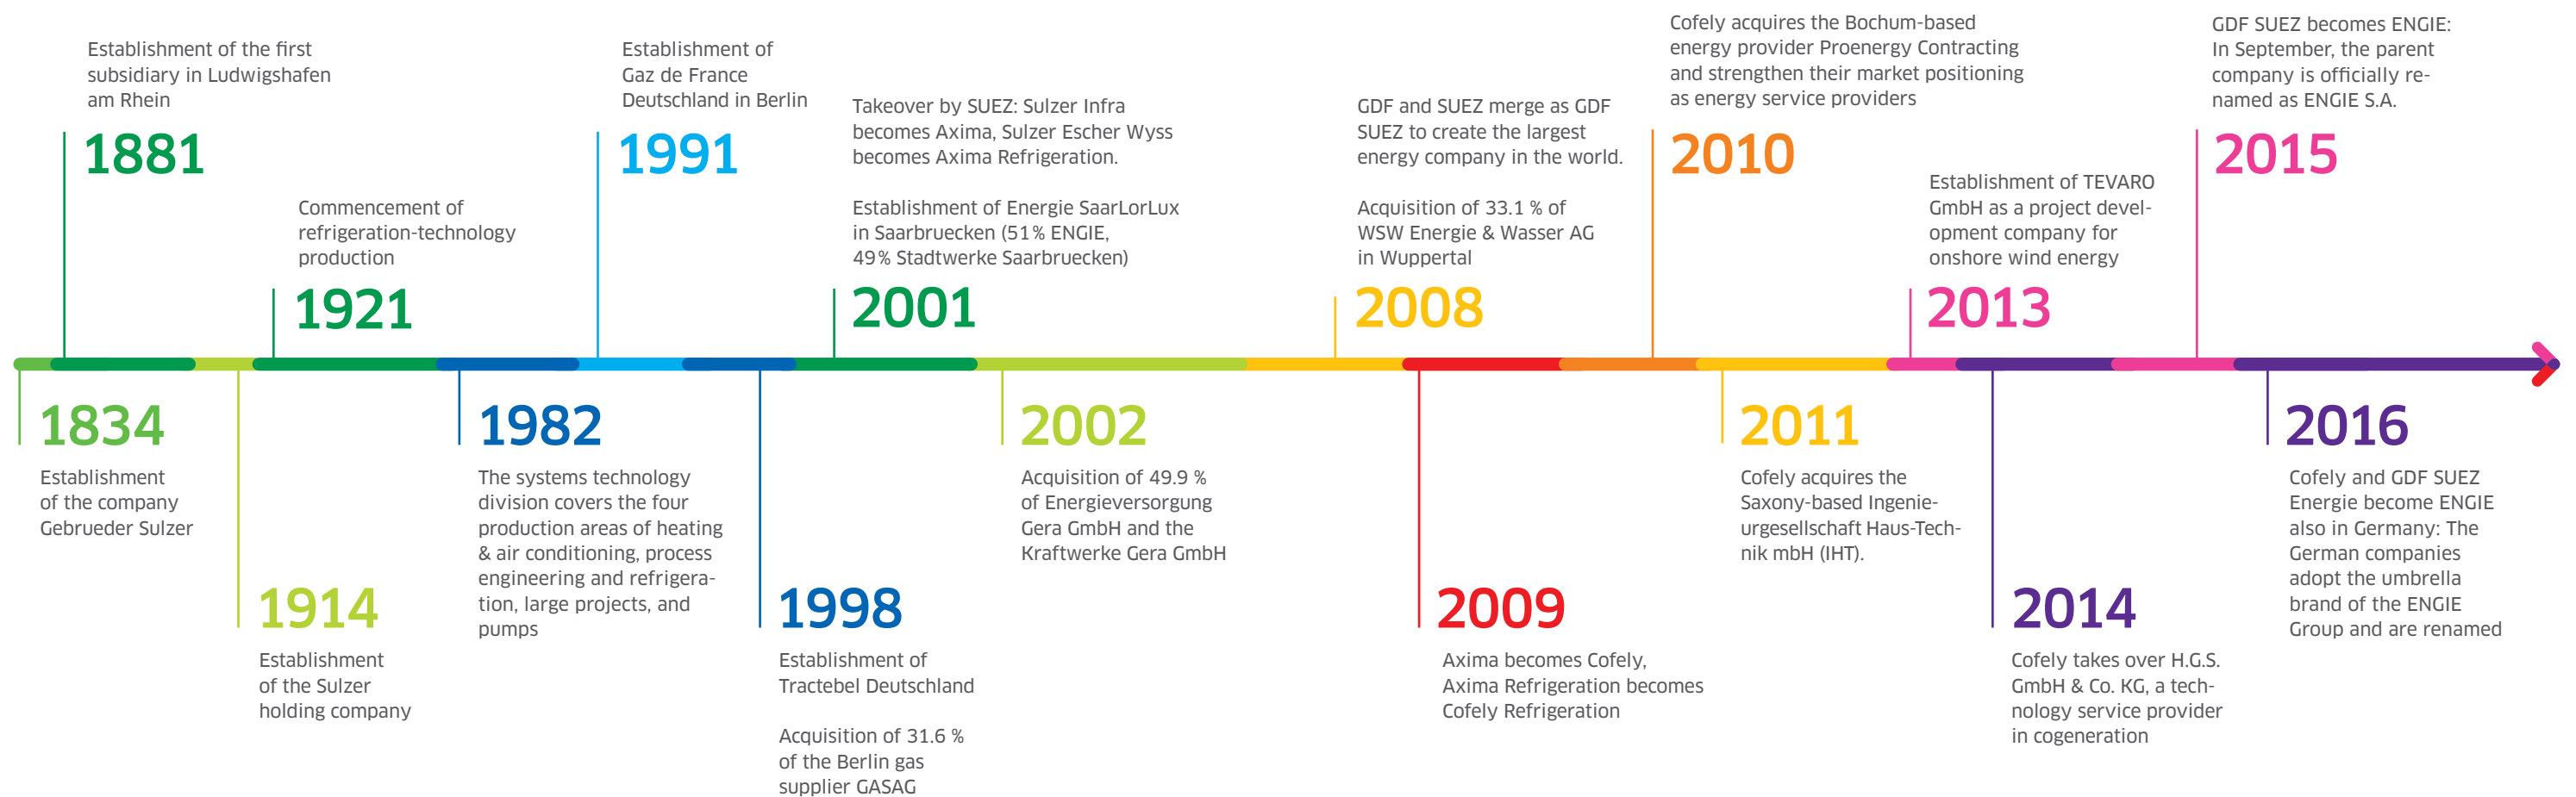 Establishment of the first
subsidiary in Ludwigshafen
am Rhein
1881
Commencement of
refrigeration-technology
production
1921
Establishment of
Gaz de France
Deutschland in Berlin
1991
Takeover by SUEZ: Sulzer Infra
becomes Axima, Sulzer Escher Wyss
becomes Axima Refrigeration.
Establishment of Energie SaarLorLux
in Saarbruecken (51% ENGIE,
49% Stadtwerke Saarbruecken)
2001
GDF and SUEZ merge as GDF
SUEZ to create the largest
energy company in the world.
Acquisition of 33.1 % of
WSW Energie & Wasser AG
in Wuppertal
2008
Cofely acquires the Bochum-based
energy provider Proenergy Contracting
and strengthen their market positioning
as energy service providers
2010
Establishment of TEVARO
GmbH as a project devel-
opment company for
onshore wind energy
2013
GDF SUEZ becomes ENGIE:
In September, the parent
company is officially re-
named as ENGIE S.A.
2015
1834
Establishment
of the company
Gebrueder Sulzer
1914
Establishment
of the Sulzer
holding company
1982
The systems technology
division covers the four
production areas of heating
& air conditioning, process
engineering and refrigera-
tion, large projects, and
pumps
1998
Establishment of
Tractebel Deutschland
Acquisition of 31.6 %
of the Berlin gas
supplier GASAG
2002
Acquisition of 49.9 %
of Energieversorgung
Gera GmbH and the
Kraftwerke Gera GmbH
2009
Axima becomes Cofely,
Axima Refrigeration becomes
Cofely Refrigeration
2011
Cofely acquires the
Saxony-based Ingenie-
urgesellschaft Haus-Tech-
nik mbH (IHT).
2014
Cofely takes over H.G.S.
GmbH & Co. KG, a tech-
nology service provider
in cogeneration
2016
Cofely and GDF SUEZ
Energie become ENGIE
also in Germany: The
German companies
adopt the umbrella
brand of the ENGIE
Group and are renamed